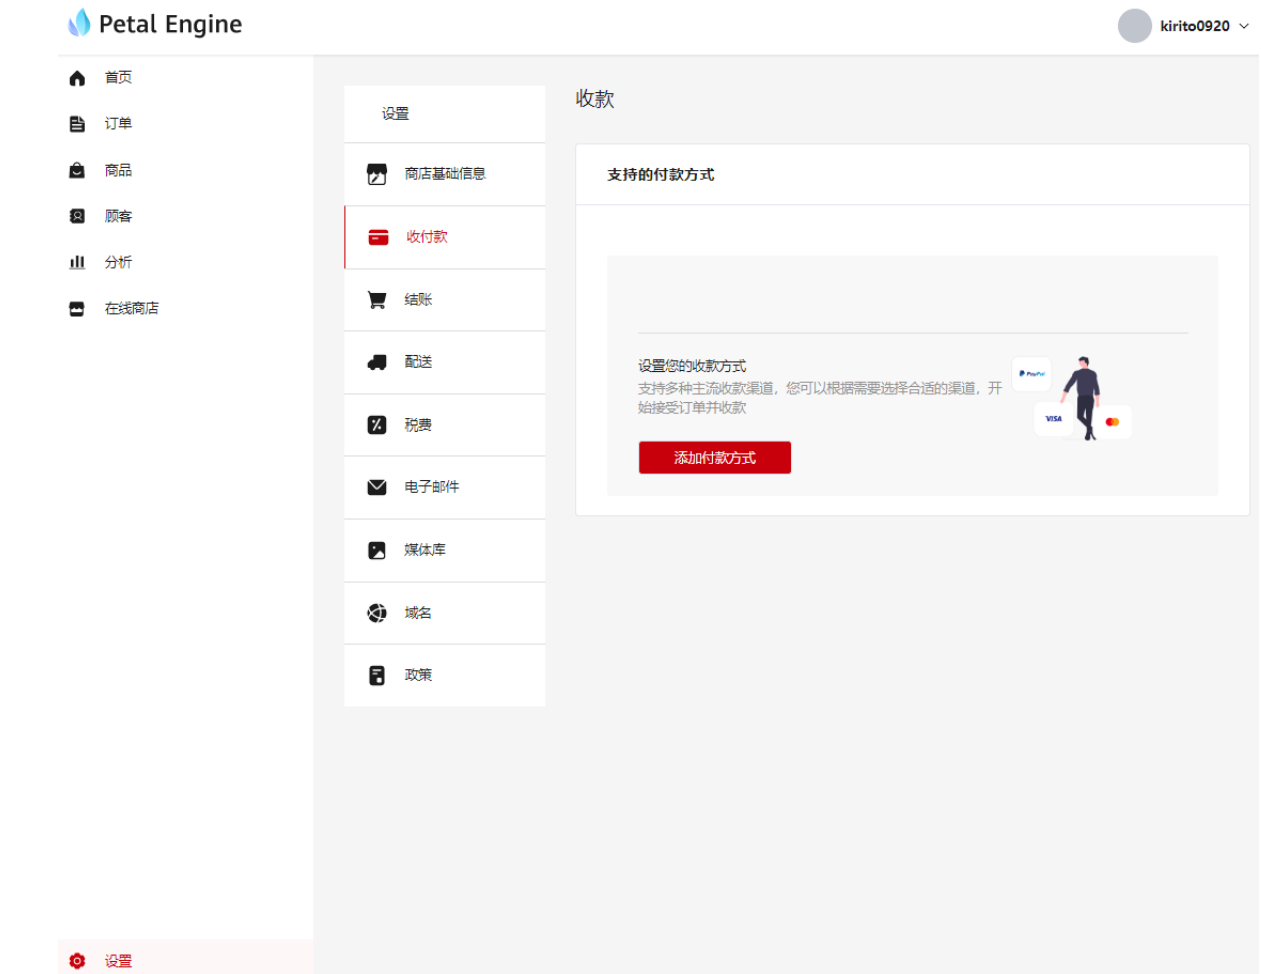 Petal Engine
kirito0920
首页
订单
商品
顾客
分析
在线商店
设置
设置
商店基础信息
收付款
结账
配送
税费
电子邮件
媒体库
域名
政策
收款
支持的付款方式
设置您的收款方式
支持多种主流收款渠道，您可以根据需要选择合适的渠道，开
始接受订单并收款
添加付款方式
PayPal
VISA